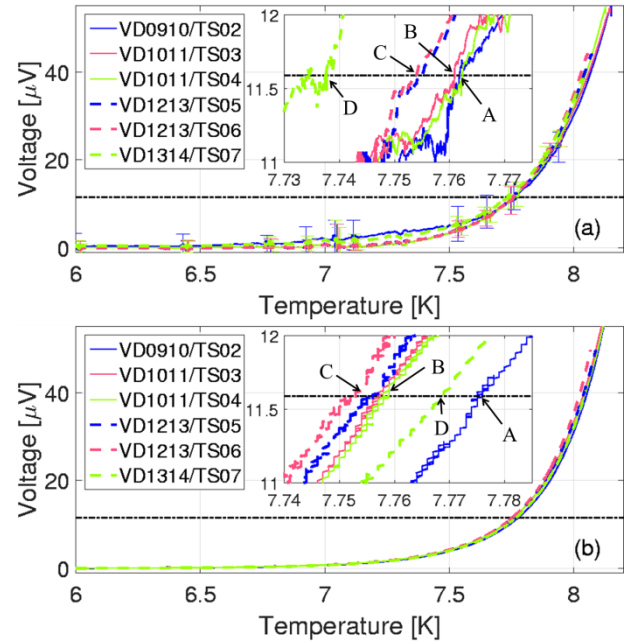 Voltage [μV]
40
20
0
VD0910/TS02
VD1011/TS03
VD1011/TS04
VD1213/TS05
VD1213/TS06
VD1314/TS07
12
11.5
11
B
C
D
A
7.73 7.74 7.75 7.76 7.77
(a)
6 6.5 7 7.5 8
Temperature [K]
Voltage [μV]
40
20
0
VD0910/TS02
VD1011/TS03
VD1011/TS04
VD1213/TS05
VD1213/TS06
VD1314/TS07
12
11.5
11
C
B
D
A
7.74 7.75 7.76 7.77 7.78
(b)
6 6.5 7 7.5 8
Temperature [K]